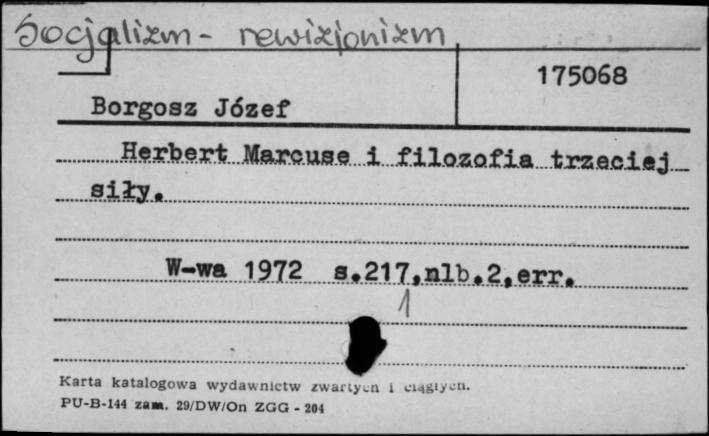 Socjalizm - rewizjonizm
175068
Borgosz Józef
Herbert Marcuse i filozofia trzeciej
siły.
W-wa 1972 s.217,nlb.2,err.
Karta katalogowa wydawnictw zwartych i ciągłych.
PU-B-144 zam. 29/DW/On ZGG - 204